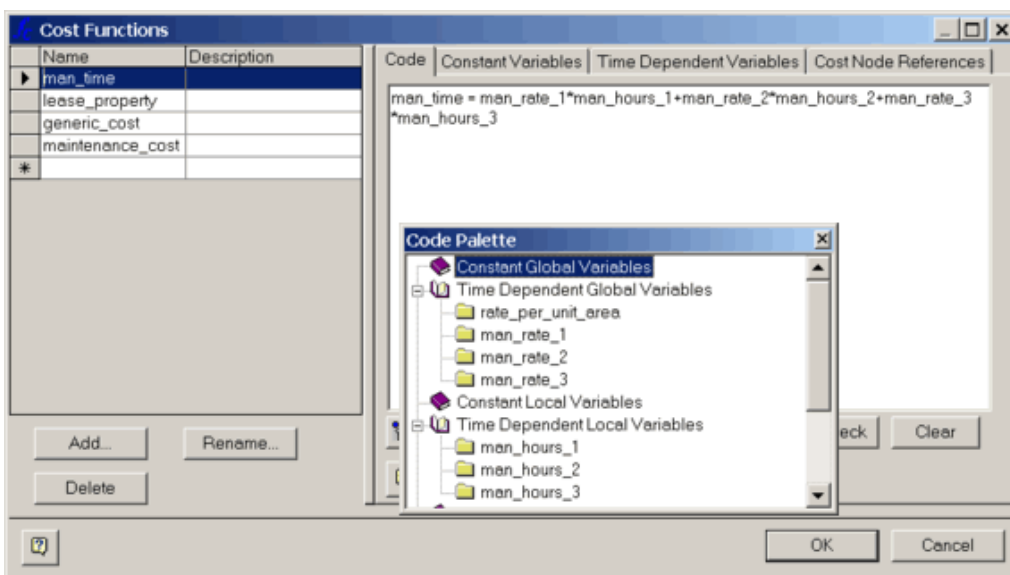 Cost Functions
Name Description
man_time
lease_property
generic_cost
maintenance_cost
Code Constant Variables Time Dependent Variables Cost Node References
man_time = man_rate_1*man_hours_1+man_rate_2*man_hours_2+man_rate_3
*man_hours_3
Code Palette
Constant Global Variables
Time Dependent Global Variables
rate_per_unit_area
man_rate_1
man_rate_2
man_rate_3
Constant Local Variables
Time Dependent Local Variables
man_hours_1
man_hours_2
man_hours_3
Add... Rename...
Delete
eck Clear
OK Cancel